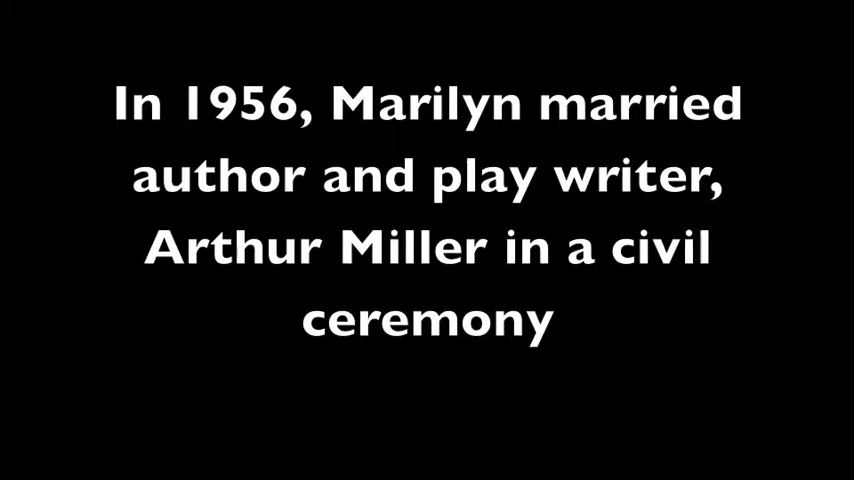 In 1956, Marilyn married
author and play writer,
Arthur Miller in a civil
ceremony